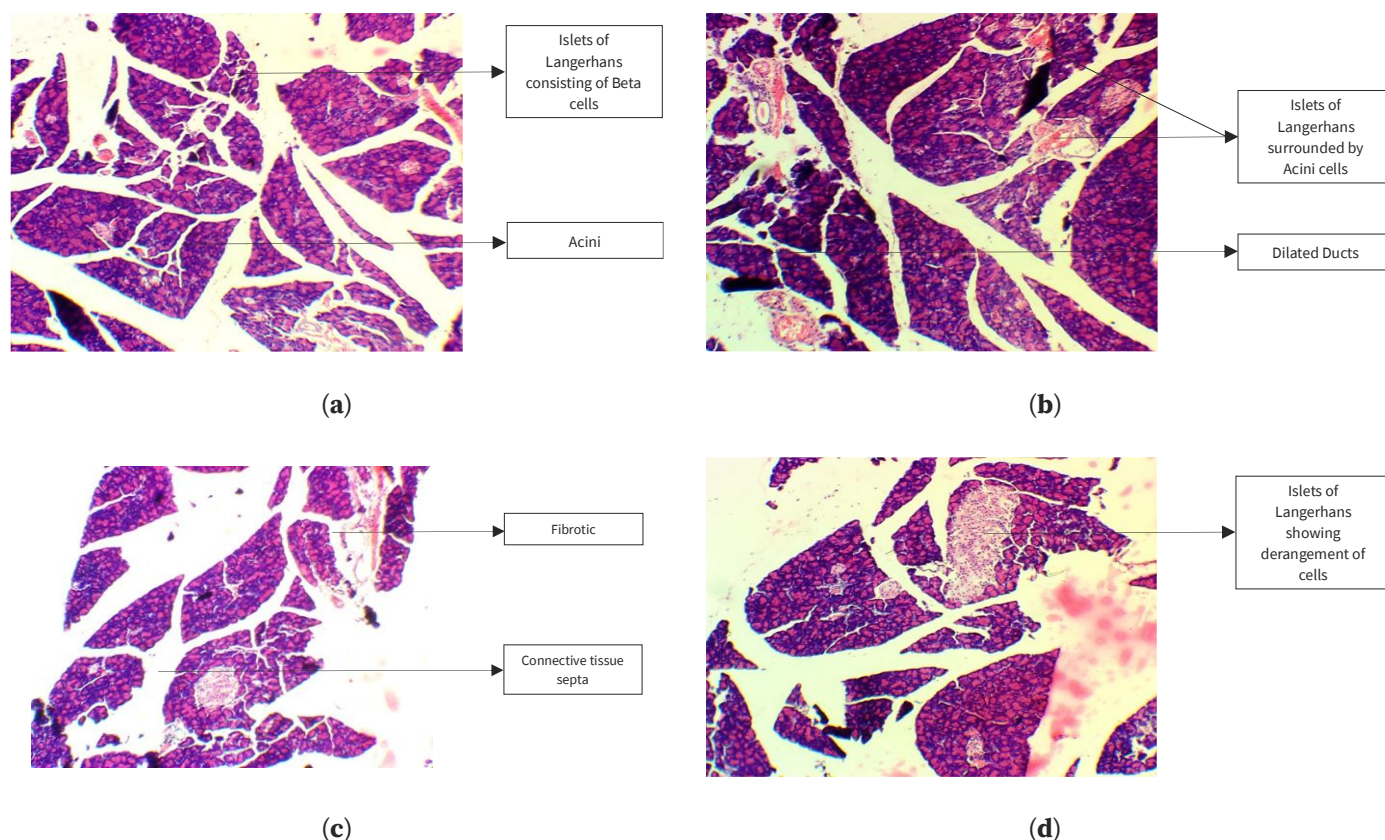 Islets of
Langerhans
consisting of Beta
cells
Acini
(a)
Islets of
Langerhans
surrounded by
Acini cells
Dilated Ducts
(b)
Fibrotic
Connective tissue
septa
(c)
Islets of
Langerhans
showing
derangement of
cells
(d)